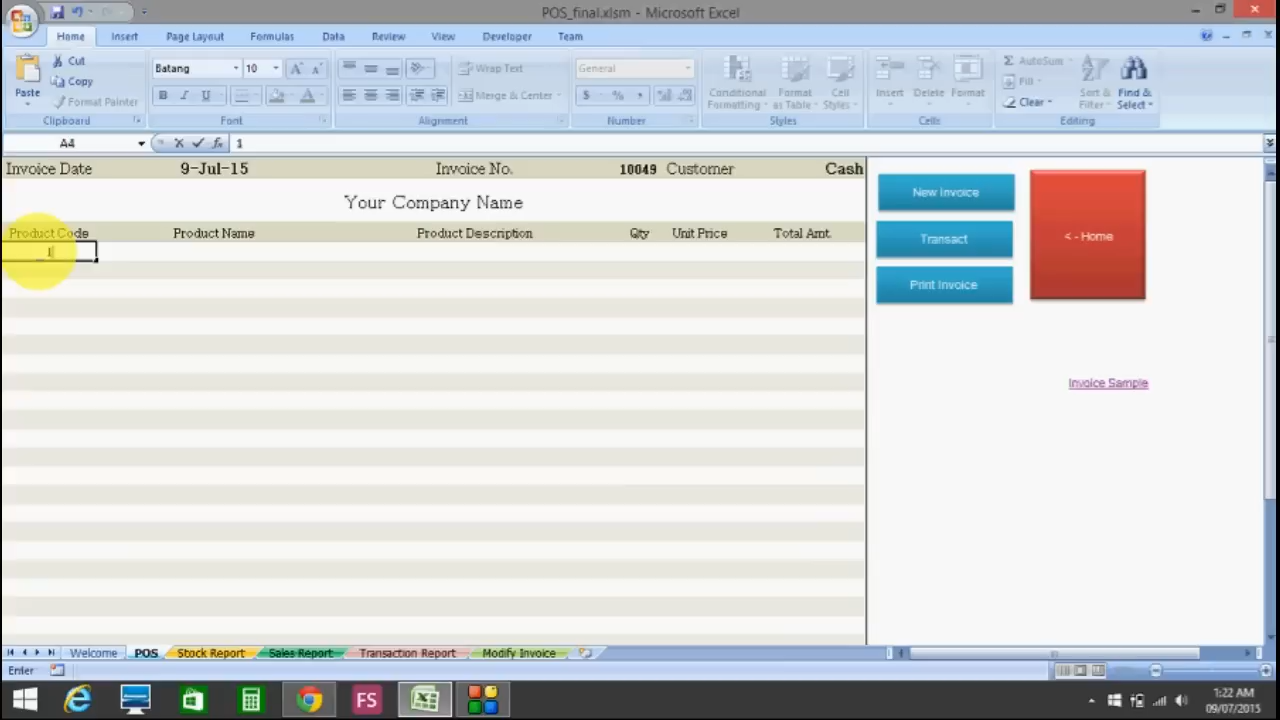 POS_final.xlsm - Microsoft Excel
Home Insert Page Layout Formulas Data Review View Developer Team
Paste Cut Copy Format Painter
Batang 10 Wrap Text General
B I U Merge & Center $ % ,
Conditional Formatting Format as Table Cell Styles Insert Delete Format
AutoSum Fill Clear Sort & Filter Find & Select
Clipboard Font Alignment Number Styles Cells Editing
A4 fx 1
Invoice Date 9-Jul-15 Invoice No. 10049 Customer Cash
Your Company Name
Product Code Product Name Product Description Qty Unit Price Total Amt.
1
New Invoice
Transact
Print Invoice
<- Home
Invoice Sample
Welcome POS Stock Report Sales Report Transaction Report Modify Invoice
Enter
FS
1:22 AM
09/07/2015